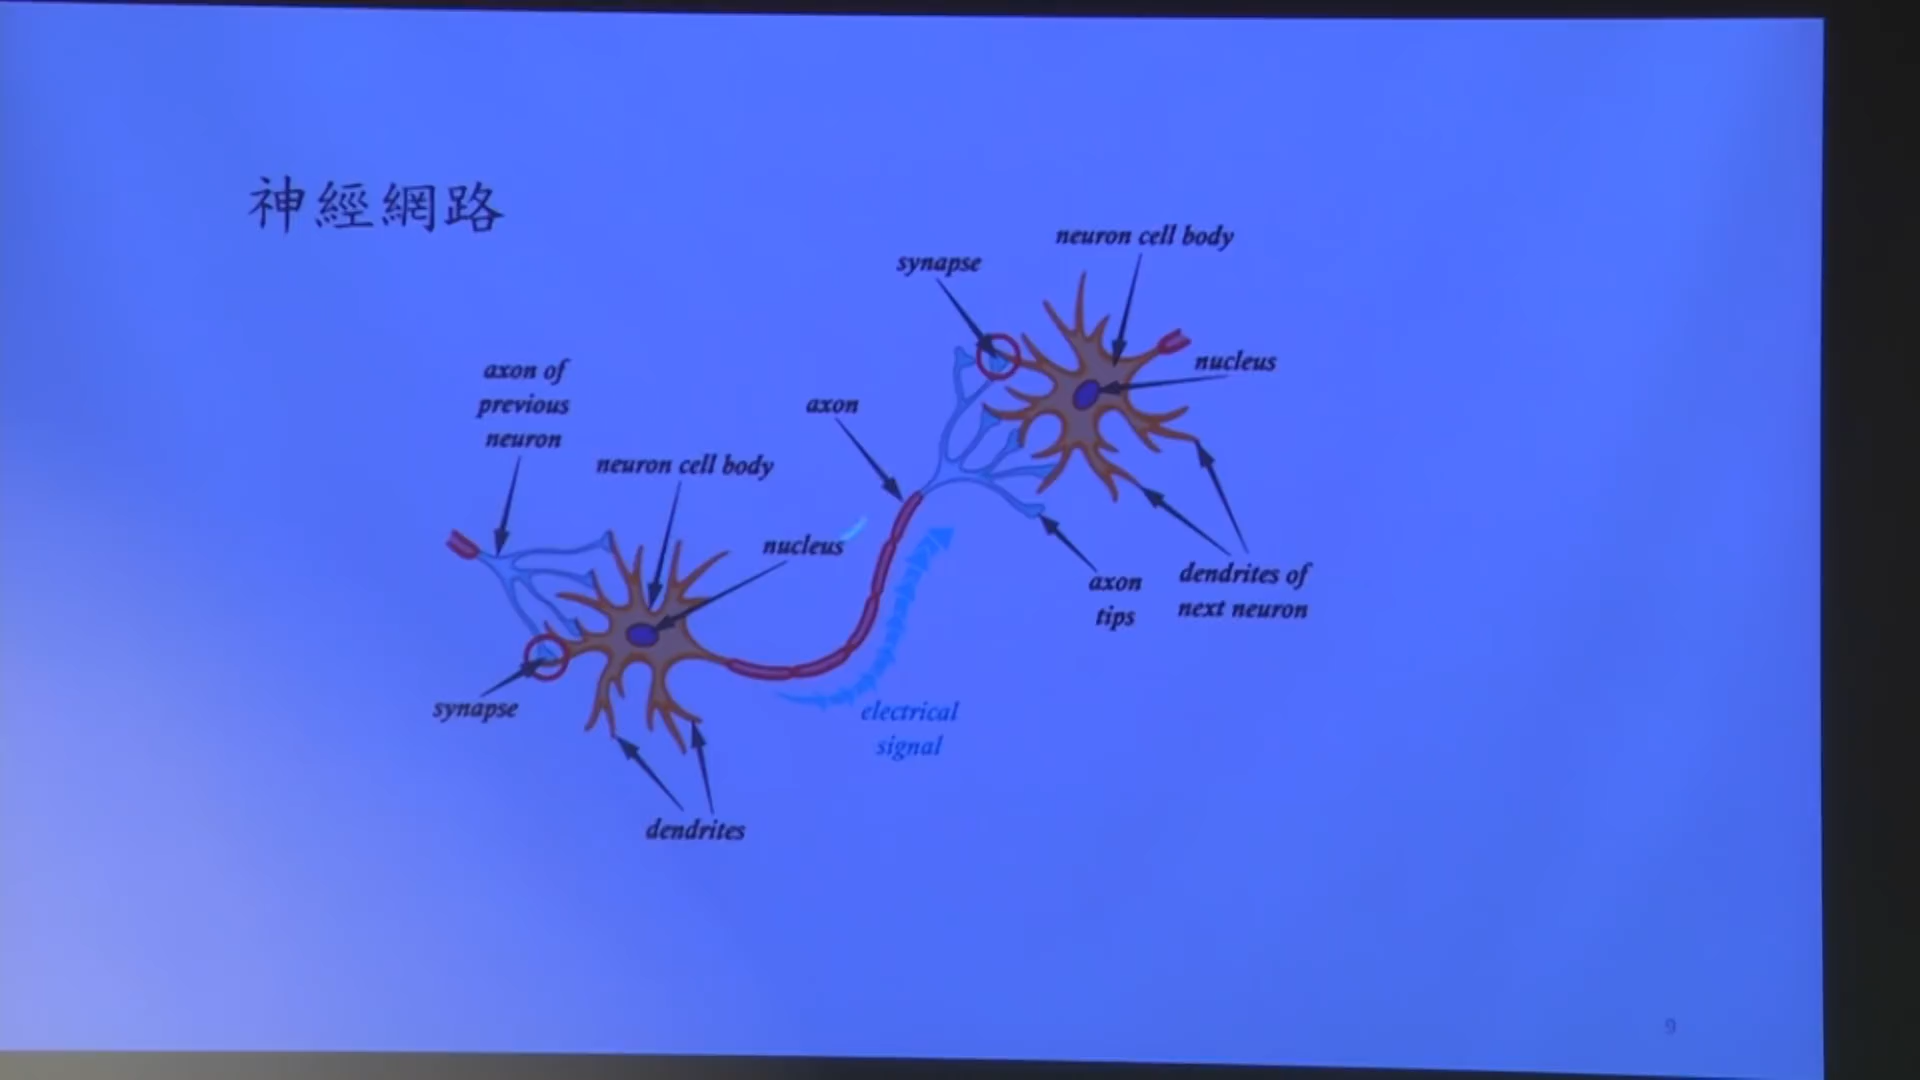 神經網路
neuron cell body
synapse
nucleus
axon of
previous
neuron
axon
neuron cell body
nucleus
axon
tips
dendrites of
next neuron
synapse
electrical
signal
dendrites
9